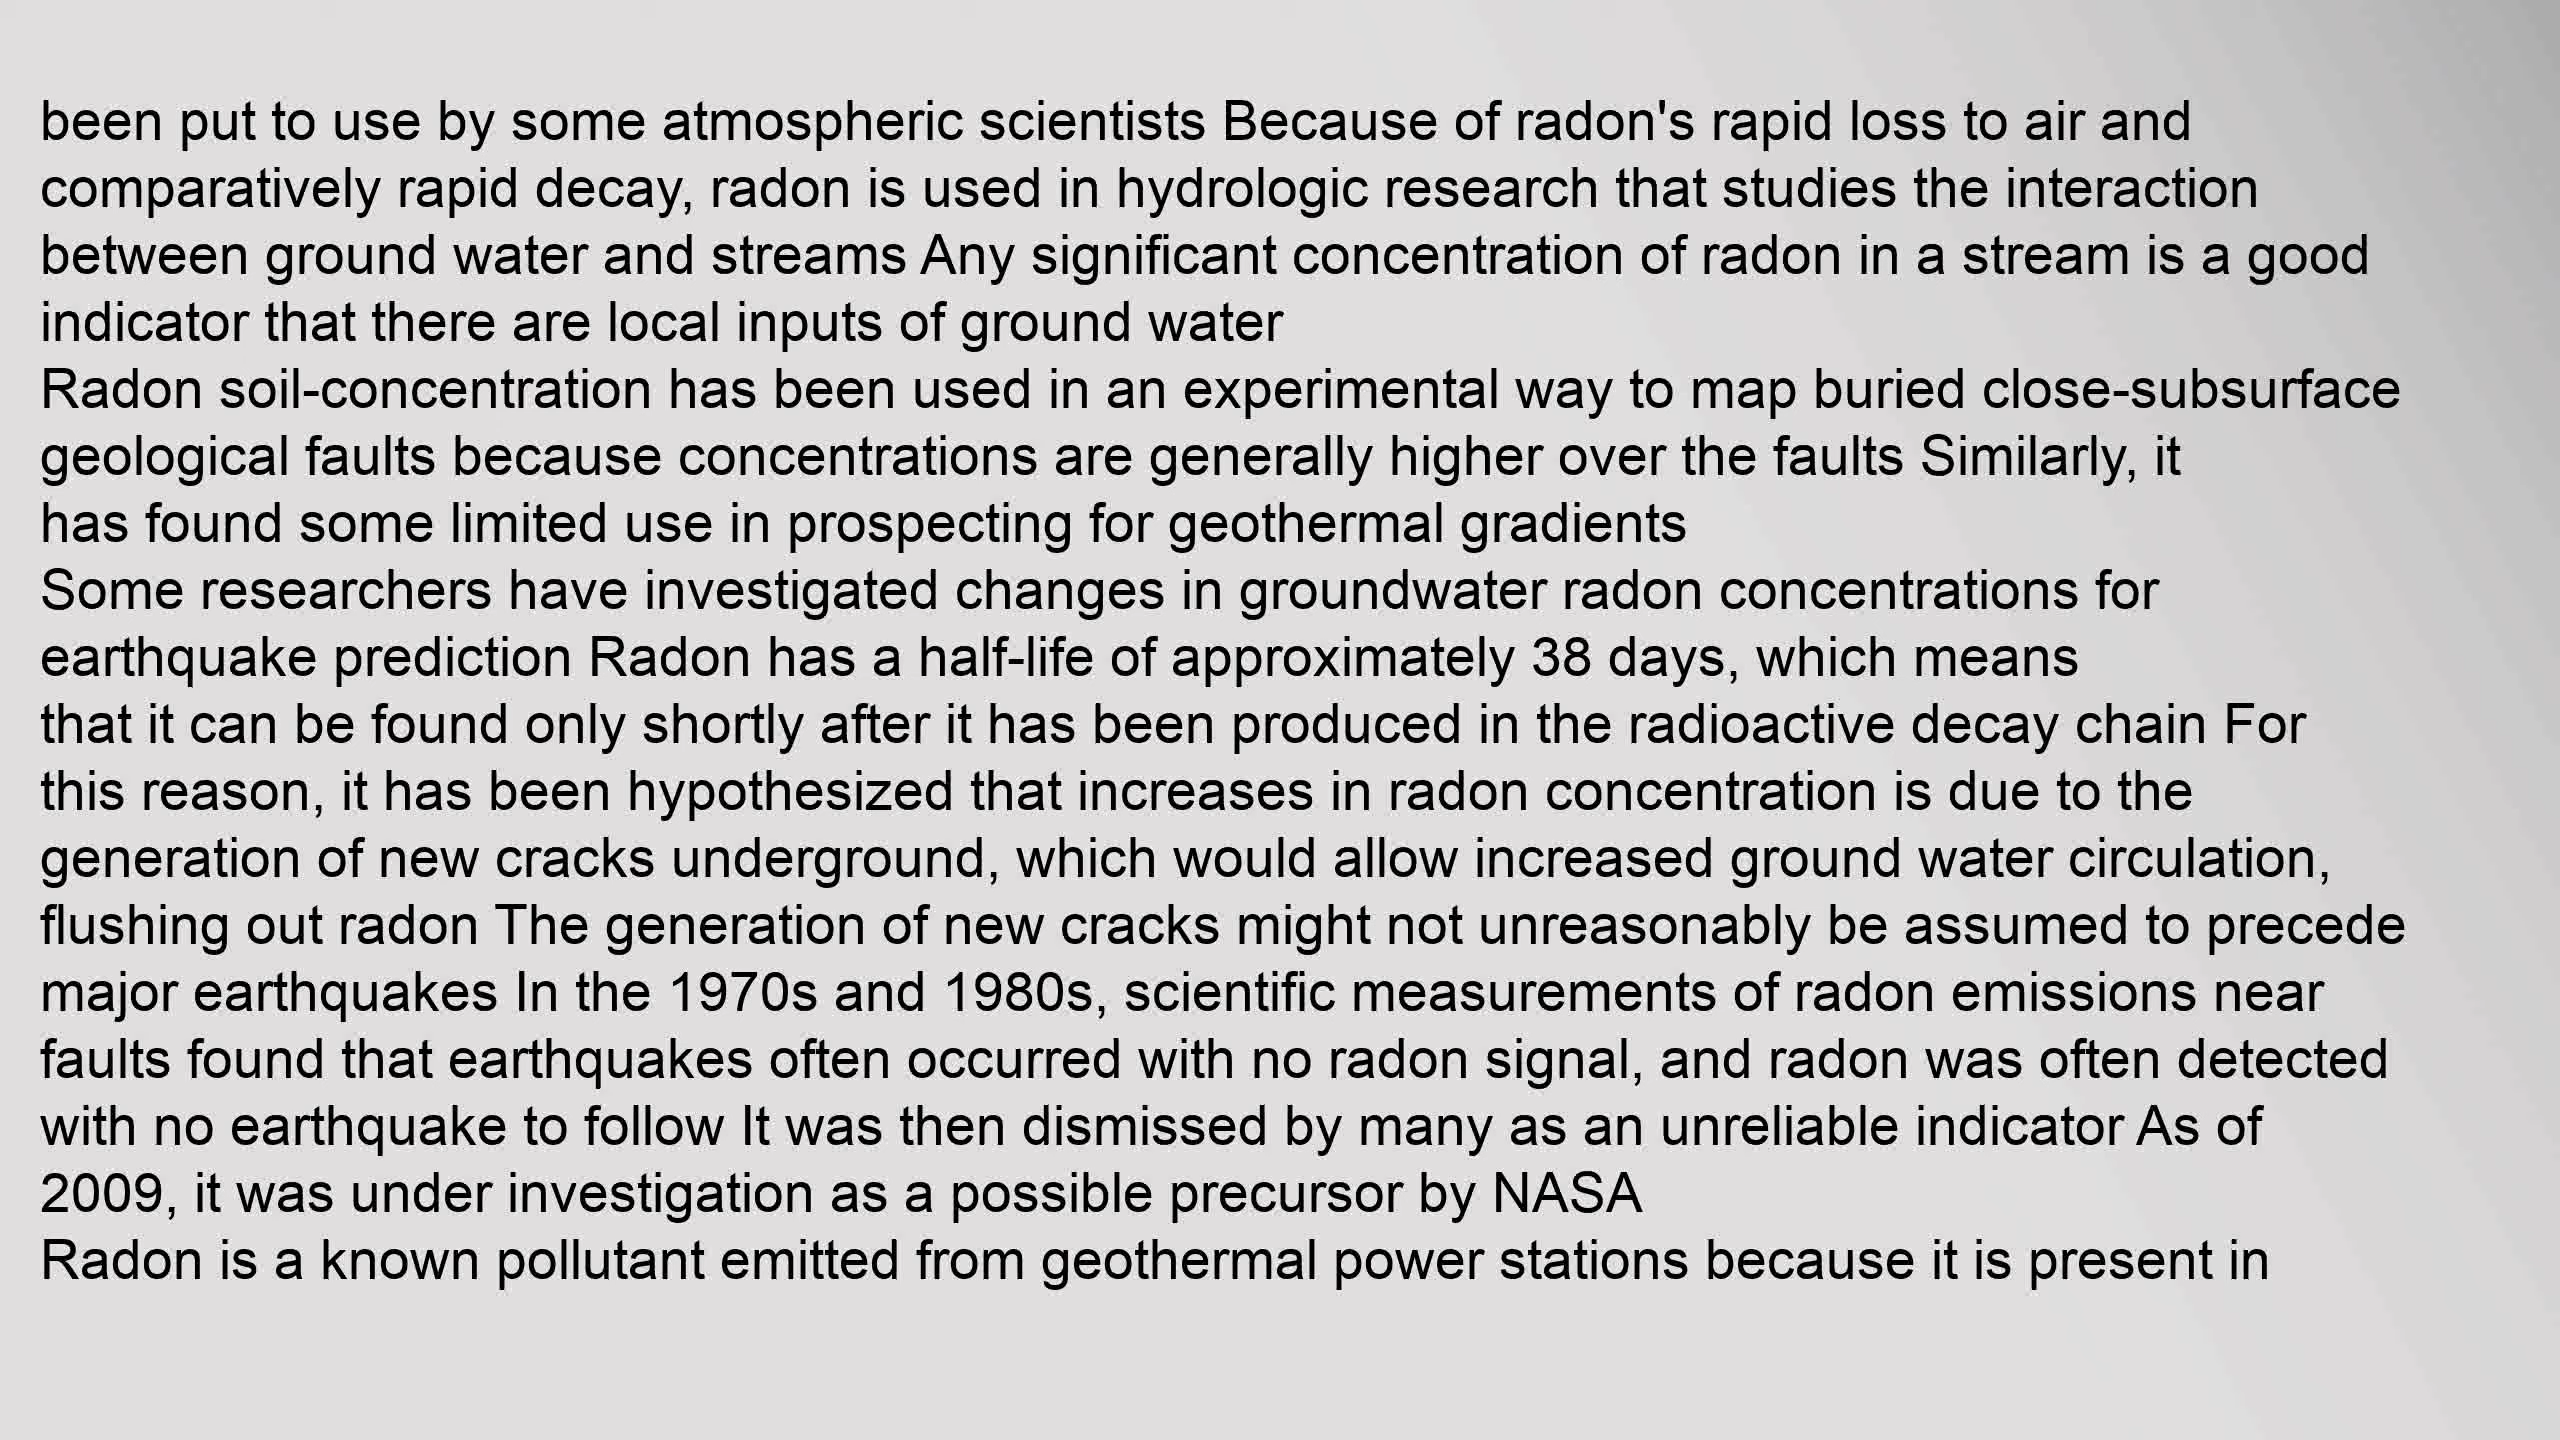 been put to use by some atmospheric scientists Because of radon's rapid loss to air and
comparatively rapid decay, radon is used in hydrologic research that studies the interaction
between ground water and streams Any significant concentration of radon in a stream is a good
indicator that there are local inputs of ground water
Radon soil-concentration has been used in an experimental way to map buried close-subsurface
geological faults because concentrations are generally higher over the faults Similarly, it
has found some limited use in prospecting for geothermal gradients
Some researchers have investigated changes in groundwater radon concentrations for
earthquake prediction Radon has a half-life of approximately 38 days, which means
that it can be found only shortly after it has been produced in the radioactive decay chain For
this reason, it has been hypothesized that increases in radon concentration is due to the
generation of new cracks underground, which would allow increased ground water circulation,
flushing out radon The generation of new cracks might not unreasonably be assumed to precede
major earthquakes In the 1970s and 1980s, scientific measurements of radon emissions near
faults found that earthquakes often occurred with no radon signal, and radon was often detected
with no earthquake to follow It was then dismissed by many as an unreliable indicator As of
2009, it was under investigation as a possible precursor by NASA
Radon is a known pollutant emitted from geothermal power stations because it is present in